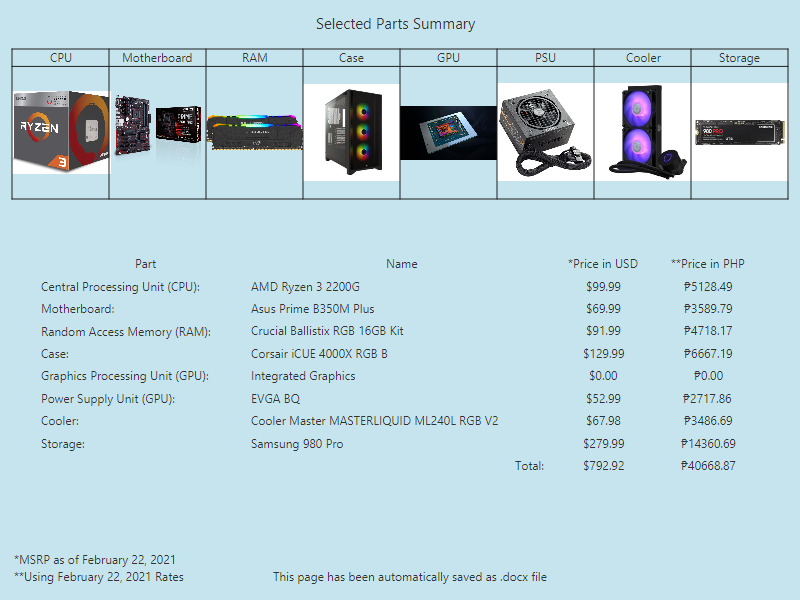 Selected Parts Summary
CPU Motherboard RAM Case GPU PSU Cooler Storage
RYZEN
3
PRIME
980 PRO
SAMSUNG
Part Name *Price in USD **Price in PHP
Central Processing Unit (CPU): AMD Ryzen 3 2200G $99.99 ₱5128.49
Motherboard: Asus Prime B350M Plus $69.99 ₱3589.79
Random Access Memory (RAM): Crucial Ballistix RGB 16GB Kit $91.99 ₱4718.17
Case: Corsair iCUE 4000X RGB B $129.99 ₱6667.19
Graphics Processing Unit (GPU): Integrated Graphics $0.00 ₱0.00
Power Supply Unit (GPU): EVGA BQ $52.99 ₱2717.86
Cooler: Cooler Master MASTERLIQUID ML240L RGB V2 $67.98 ₱3486.69
Storage: Samsung 980 Pro $279.99 ₱14360.69
Total: $792.92 ₱40668.87
*MSRP as of February 22, 2021
**Using February 22, 2021 Rates This page has been automatically saved as .docx file